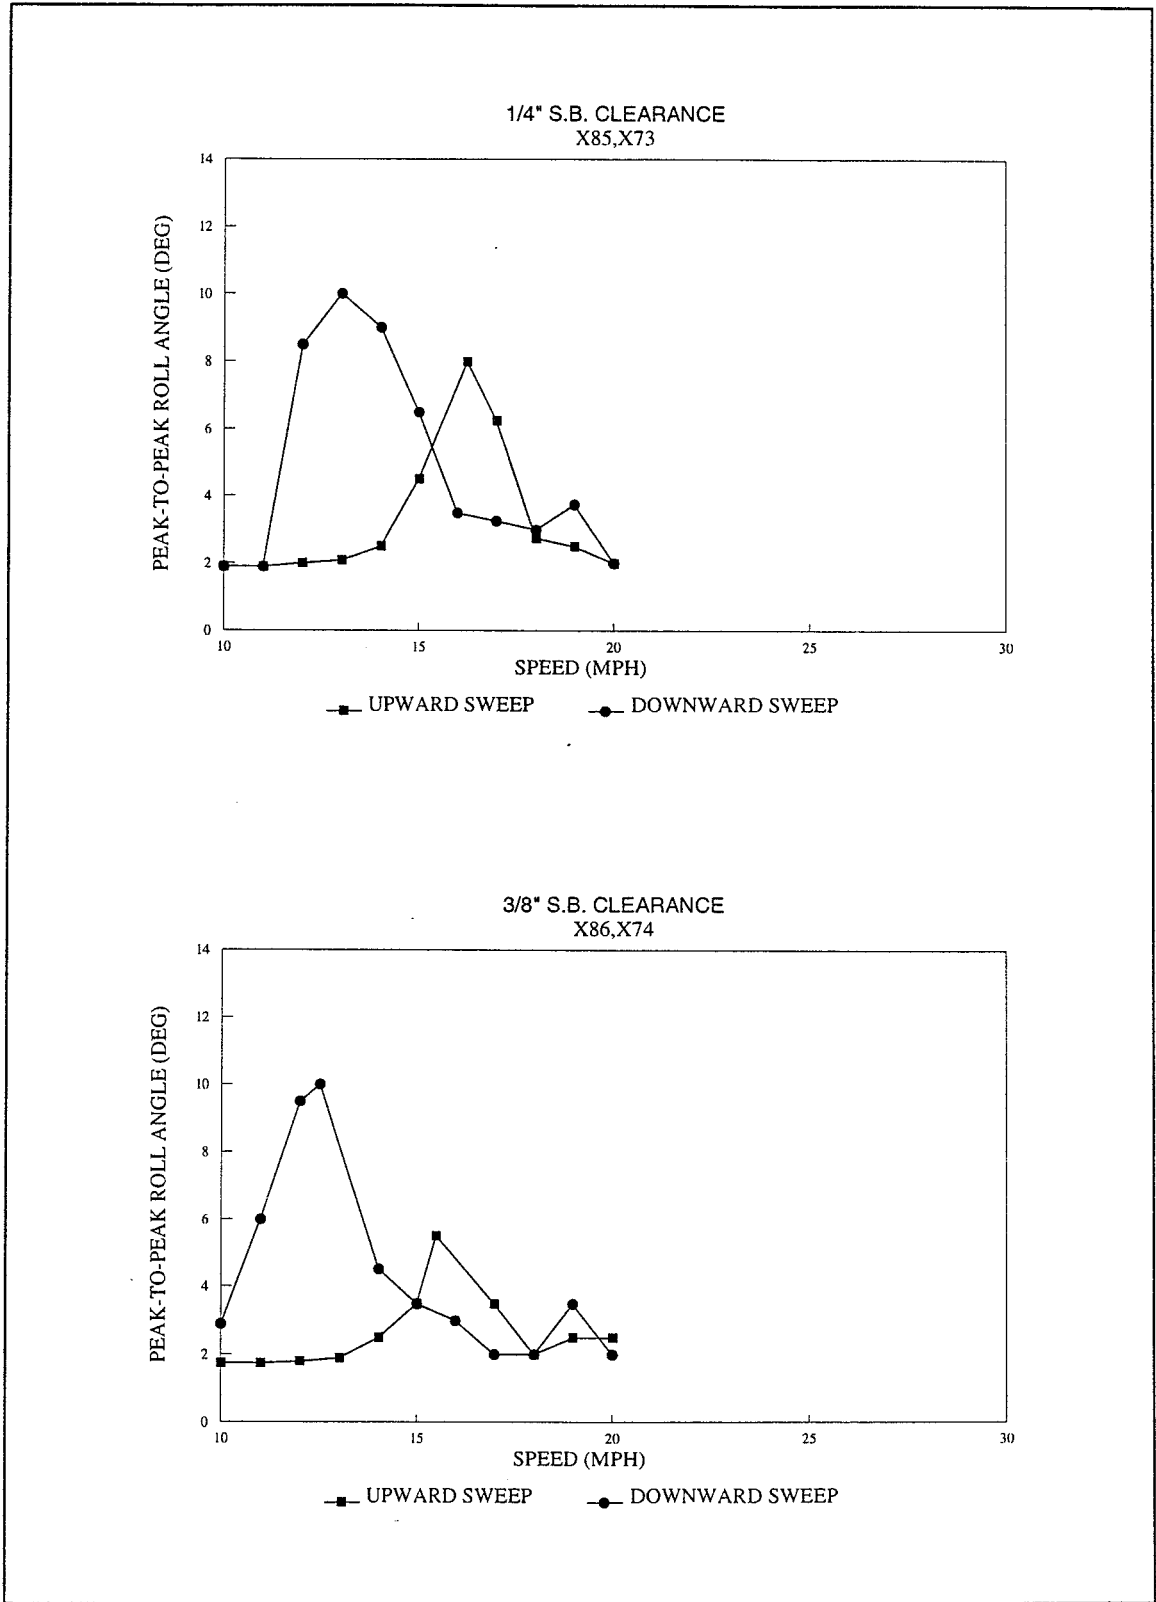 1/4" S.B. CLEARANCE
X85,X73
PEAK-TO-PEAK ROLL ANGLE (DEG)
14
12
10
8
6
4
2
0
10 15 20 25 30
SPEED (MPH)
UPWARD SWEEP DOWNWARD SWEEP
3/8" S.B. CLEARANCE
X86,X74
PEAK-TO-PEAK ROLL ANGLE (DEG)
14
12
10
8
6
4
2
0
10 15 20 25 30
SPEED (MPH)
UPWARD SWEEP DOWNWARD SWEEP